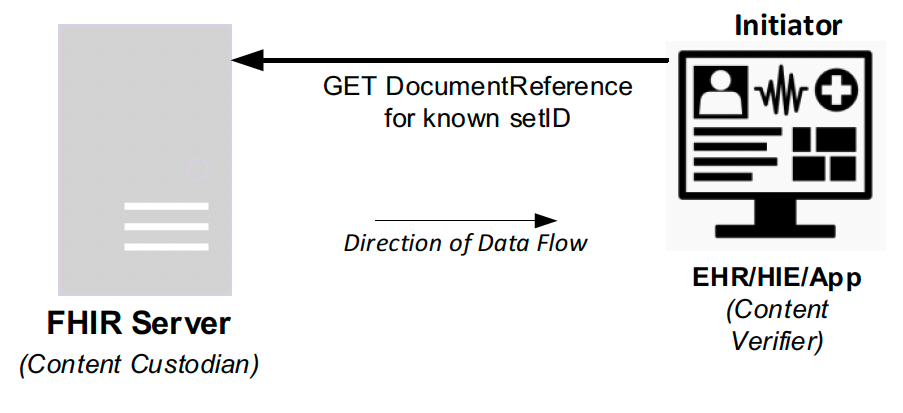 Initiator
GET DocumentReference
for known setID
Direction of Data Flow
EHR/HIE/App
(Content
Verifier)
FHIR Server
(Content Custodian)